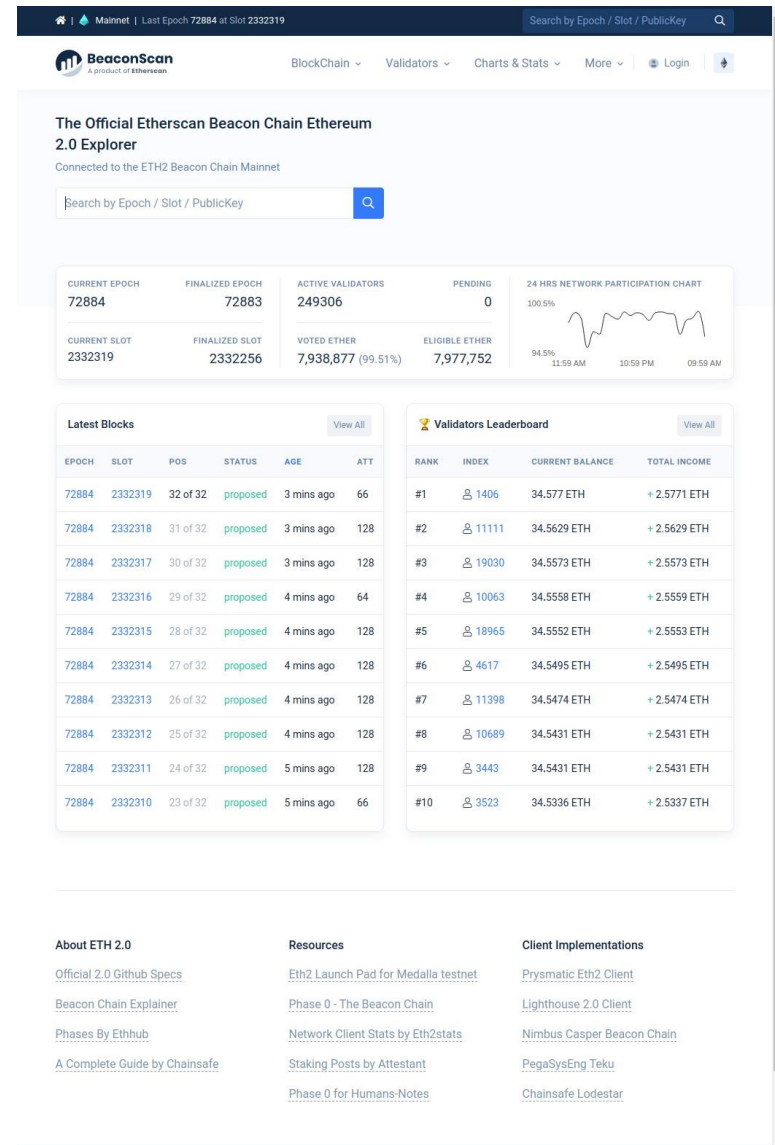 Mainnet | Last Epoch 72884 at Slot 2332319
Search by Epoch / Slot / PublicKey
BeaconScan
A product of Etherscan
BlockChain
Validators
Charts & Stats
More
Login
The Official Etherscan Beacon Chain Ethereum
2.0 Explorer
Connected to the ETH2 Beacon Chain Mainnet
Search by Epoch / Slot / PublicKey
CURRENT EPOCH FINALIZED EPOCH ACTIVE VALIDATORS PENDING 24 HRS NETWORK PARTICIPATION CHART
72884 72883 249306 0
100.5%
CURRENT SLOT FINALIZED SLOT VOTED ETHER ELIGIBLE ETHER
2332319 2332256 7,938,877 (99.51%) 7,977,752
94.5%
11:59 AM 10:59 PM 09:59 AM
Latest Blocks View All
EPOCH SLOT POS STATUS AGE ATT
72884 2332319 32 of 32 proposed 3 mins ago 66
72884 2332318 31 of 32 proposed 3 mins ago 128
72884 2332317 30 of 32 proposed 3 mins ago 128
72884 2332316 29 of 32 proposed 4 mins ago 64
72884 2332315 28 of 32 proposed 4 mins ago 128
72884 2332314 27 of 32 proposed 4 mins ago 128
72884 2332313 26 of 32 proposed 4 mins ago 128
72884 2332312 25 of 32 proposed 4 mins ago 128
72884 2332311 24 of 32 proposed 5 mins ago 128
72884 2332310 23 of 32 proposed 5 mins ago 66
Validators Leaderboard View All
RANK INDEX CURRENT BALANCE TOTAL INCOME
#1 1406 34.577 ETH + 2.5771 ETH
#2 11111 34.5629 ETH + 2.5629 ETH
#3 19030 34.5573 ETH + 2.5573 ETH
#4 10063 34.5558 ETH + 2.5559 ETH
#5 18965 34.5552 ETH + 2.5553 ETH
#6 4617 34.5495 ETH + 2.5495 ETH
#7 11398 34.5474 ETH + 2.5474 ETH
#8 10689 34.5431 ETH + 2.5431 ETH
#9 3443 34.5431 ETH + 2.5431 ETH
#10 3523 34.5336 ETH + 2.5337 ETH
About ETH 2.0
Official 2.0 Github Specs
Beacon Chain Explainer
Phases By Ethhub
A Complete Guide by Chainsafe
Resources
Eth2 Launch Pad for Medalla testnet
Phase 0 - The Beacon Chain
Network Client Stats by Eth2stats
Staking Posts by Attestant
Phase 0 for Humans-Notes
Client Implementations
Prysmatic Eth2 Client
Lighthouse 2.0 Client
Nimbus Casper Beacon Chain
PegaSysEng Teku
Chainsafe Lodestar